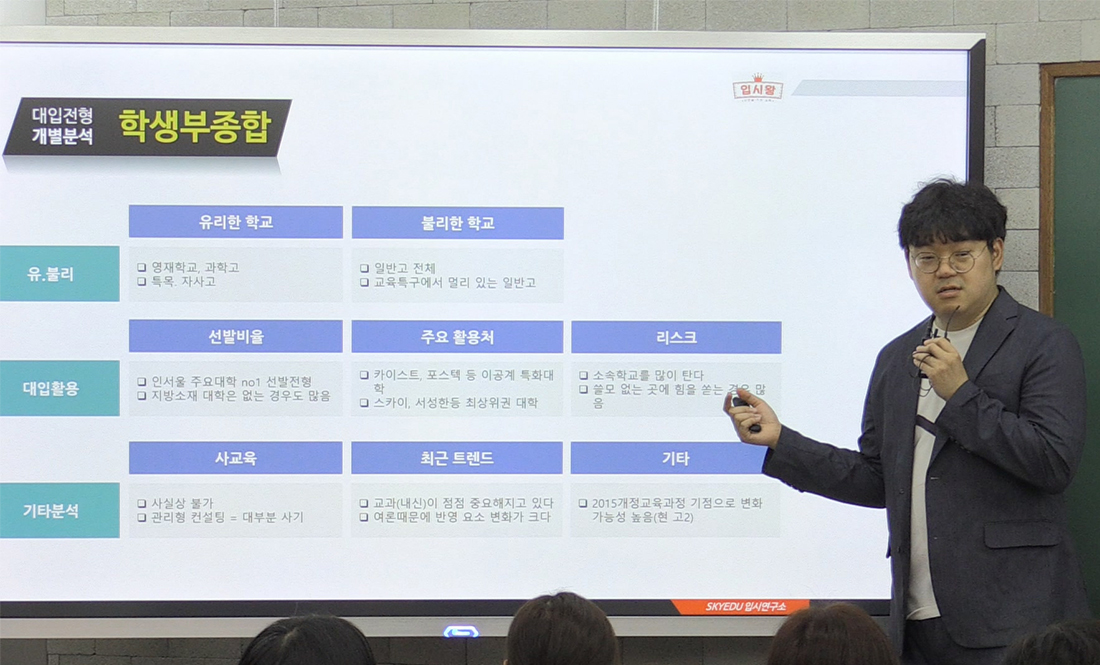 입시왕
대입전형
개별분석
학생부종합
유리한 학교
불리한 학교
유.불리
❑ 영재학교, 과학고
❑ 특목. 자사고
❑ 일반고 전체
❑ 교육특구에서 멀리 있는 일반고
선발비율
주요 활용처
리스크
대입활용
❑ 인서울 주요대학 no1 선발전형
❑ 지방소재 대학은 없는 경우도 많음
❑ 카이스트, 포스텍 등 이공계 특화대
학
❑ 스카이, 서성한등 최상위권 대학
❑ 소속학교를 많이 탄다
❑ 쓸모 없는 곳에 힘을 쏟는 경우 많
음
사교육
최근 트렌드
기타
기타분석
❑ 사실상 불가
❑ 관리형 컨설팅 = 대부분 사기
❑ 교과(내신)이 점점 중요해지고 있다
❑ 여론때문에 반영 요소 변화가 크다
❑ 2015개정교육과정 기점으로 변화
가능성 높음(현 고2)
SKYEDU 입시연구소